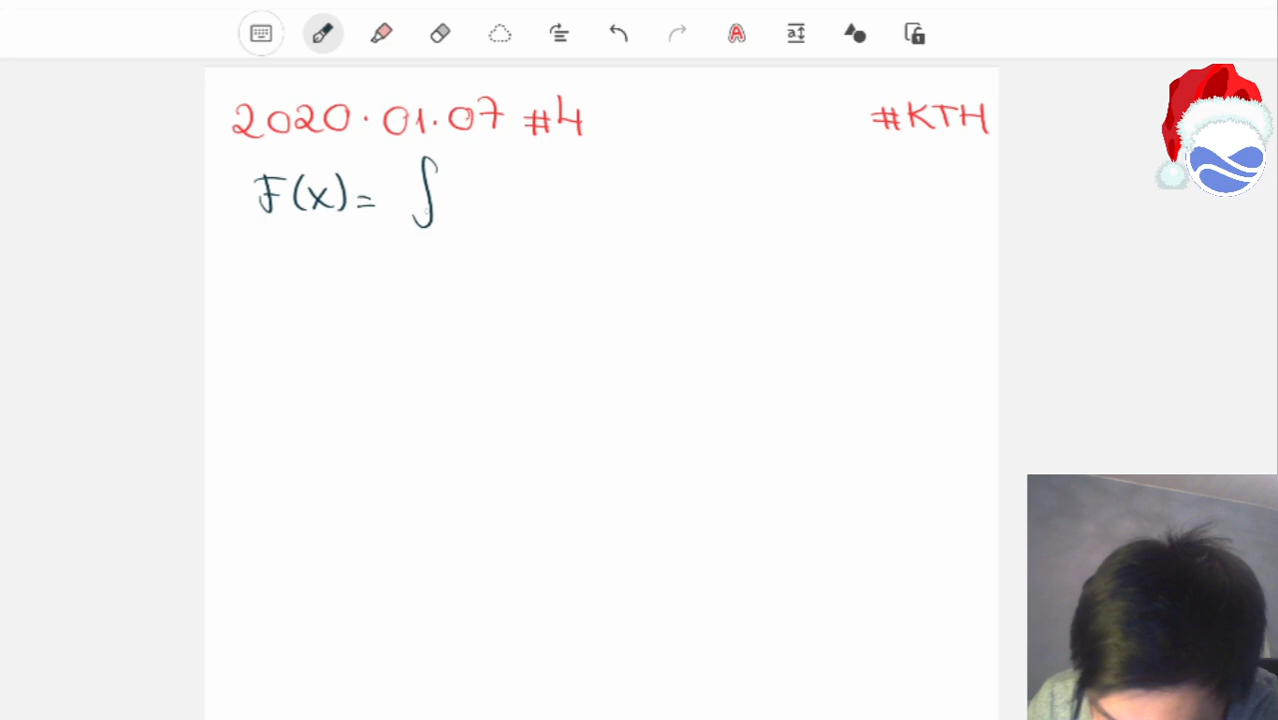 2020.01.07 #4 #KTH
F(x) = ∫